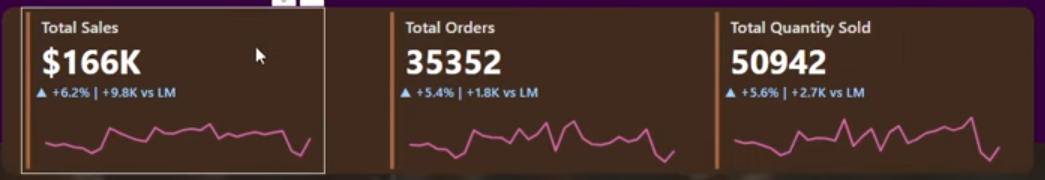 Total Sales
$166K
▲ +6.2% | +9.8K vs LM
Total Orders
35352
▲ +5.4% | +1.8K vs LM
Total Quantity Sold
50942
▲ +5.6% | +2.7K vs LM